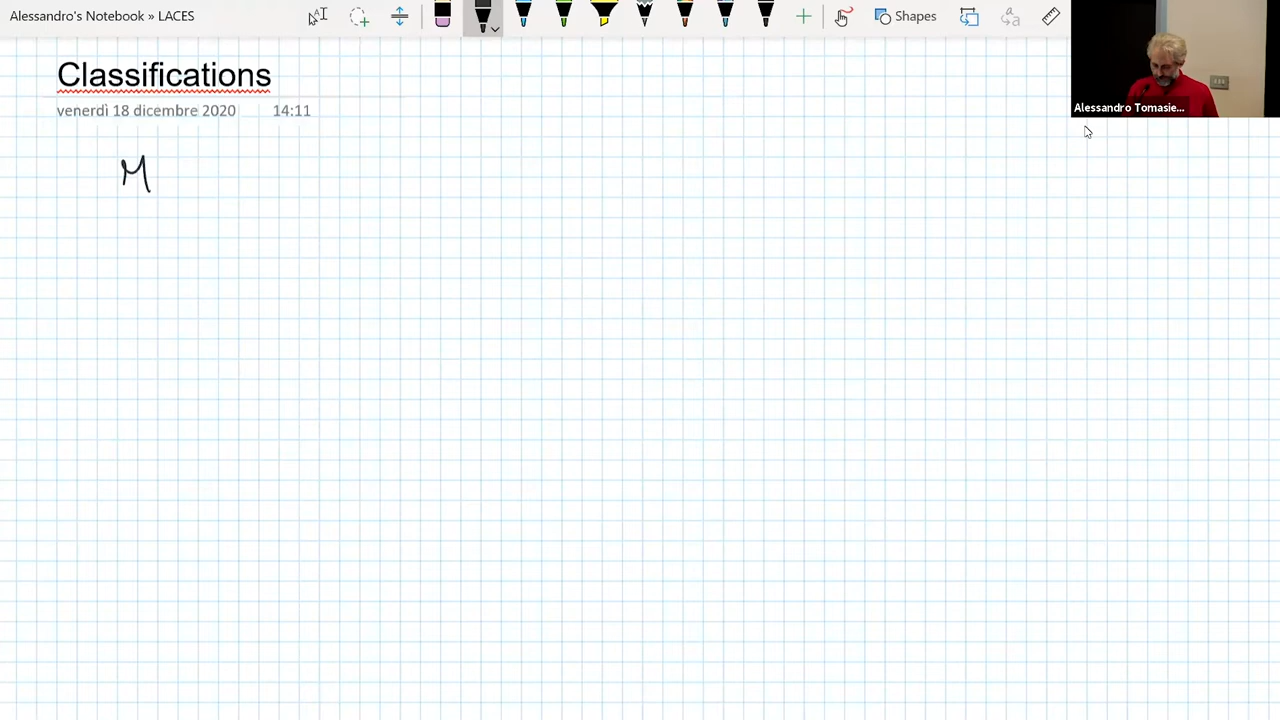 Alessandro's Notebook » LACES
Shapes
Classifications
venerdì 18 dicembre 2020 14:11
Alessandro Tomasie...
M